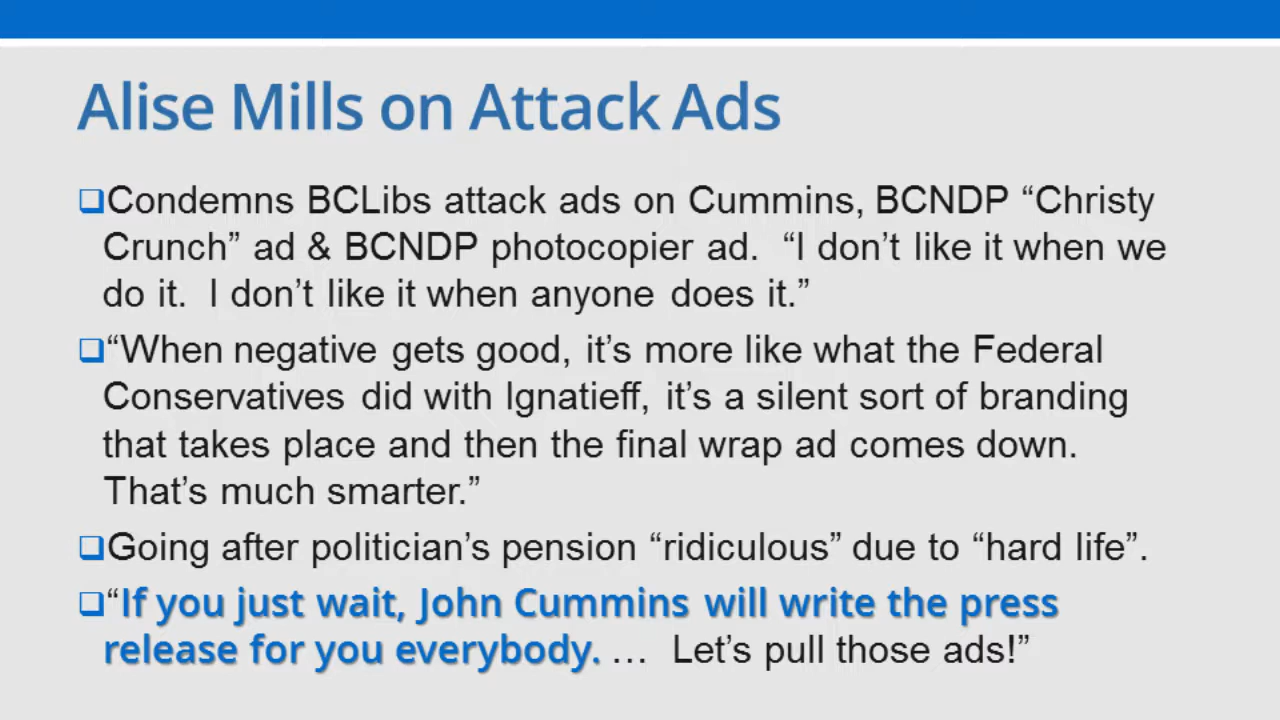 Alise Mills on Attack Ads
❑Condemns BCLibs attack ads on Cummins, BCNDP “Christy
Crunch” ad & BCNDP photocopier ad.  “I don’t like it when we
do it.  I don’t like it when anyone does it.”
❑“When negative gets good, it’s more like what the Federal
Conservatives did with Ignatieff, it’s a silent sort of branding
that takes place and then the final wrap ad comes down.
That’s much smarter.”
❑Going after politician’s pension “ridiculous” due to “hard life”.
❑“If you just wait, John Cummins will write the press
release for you everybody. …  Let’s pull those ads!”